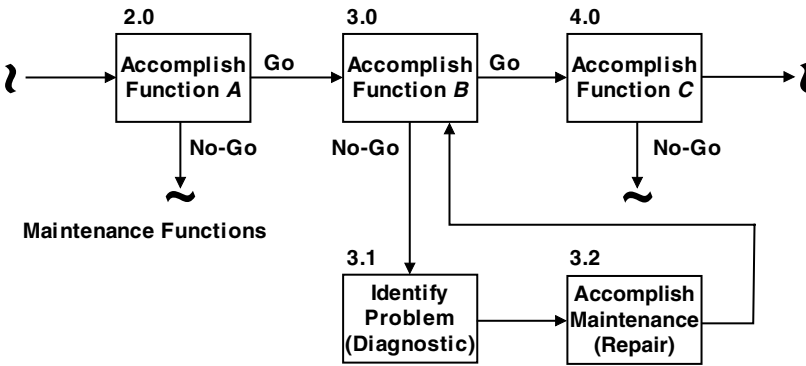 2.0
3.0
4.0
Accomplish
Function A
Go
Accomplish
Function B
Go
Accomplish
Function C
No-Go
No-Go
No-Go
Maintenance Functions
3.1
3.2
Identify
Problem
(Diagnostic)
Accomplish
Maintenance
(Repair)